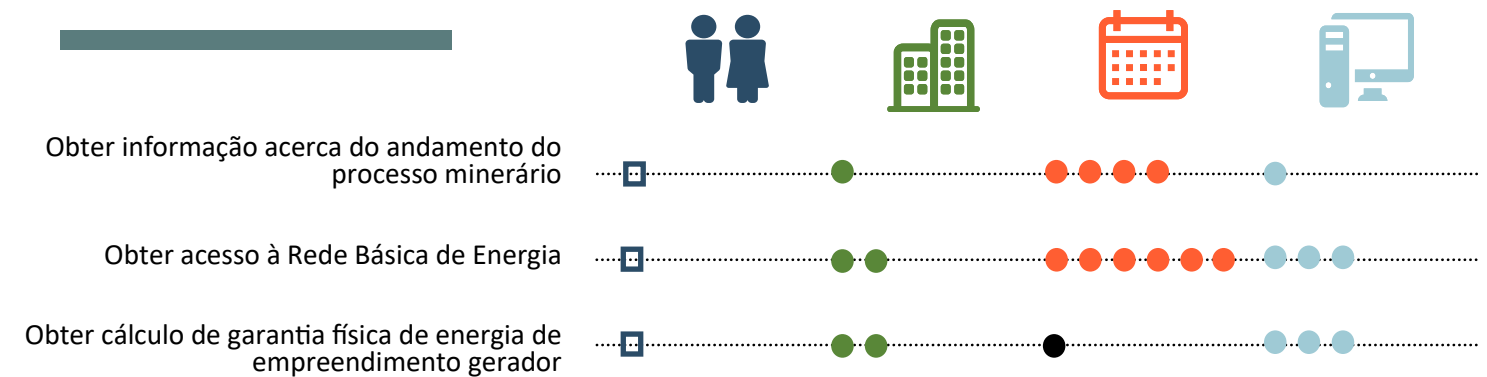 Obter informação acerca do andamento do
processo minerário
Obter acesso à Rede Básica de Energia
Obter cálculo de garantia física de energia de
empreendimento gerador